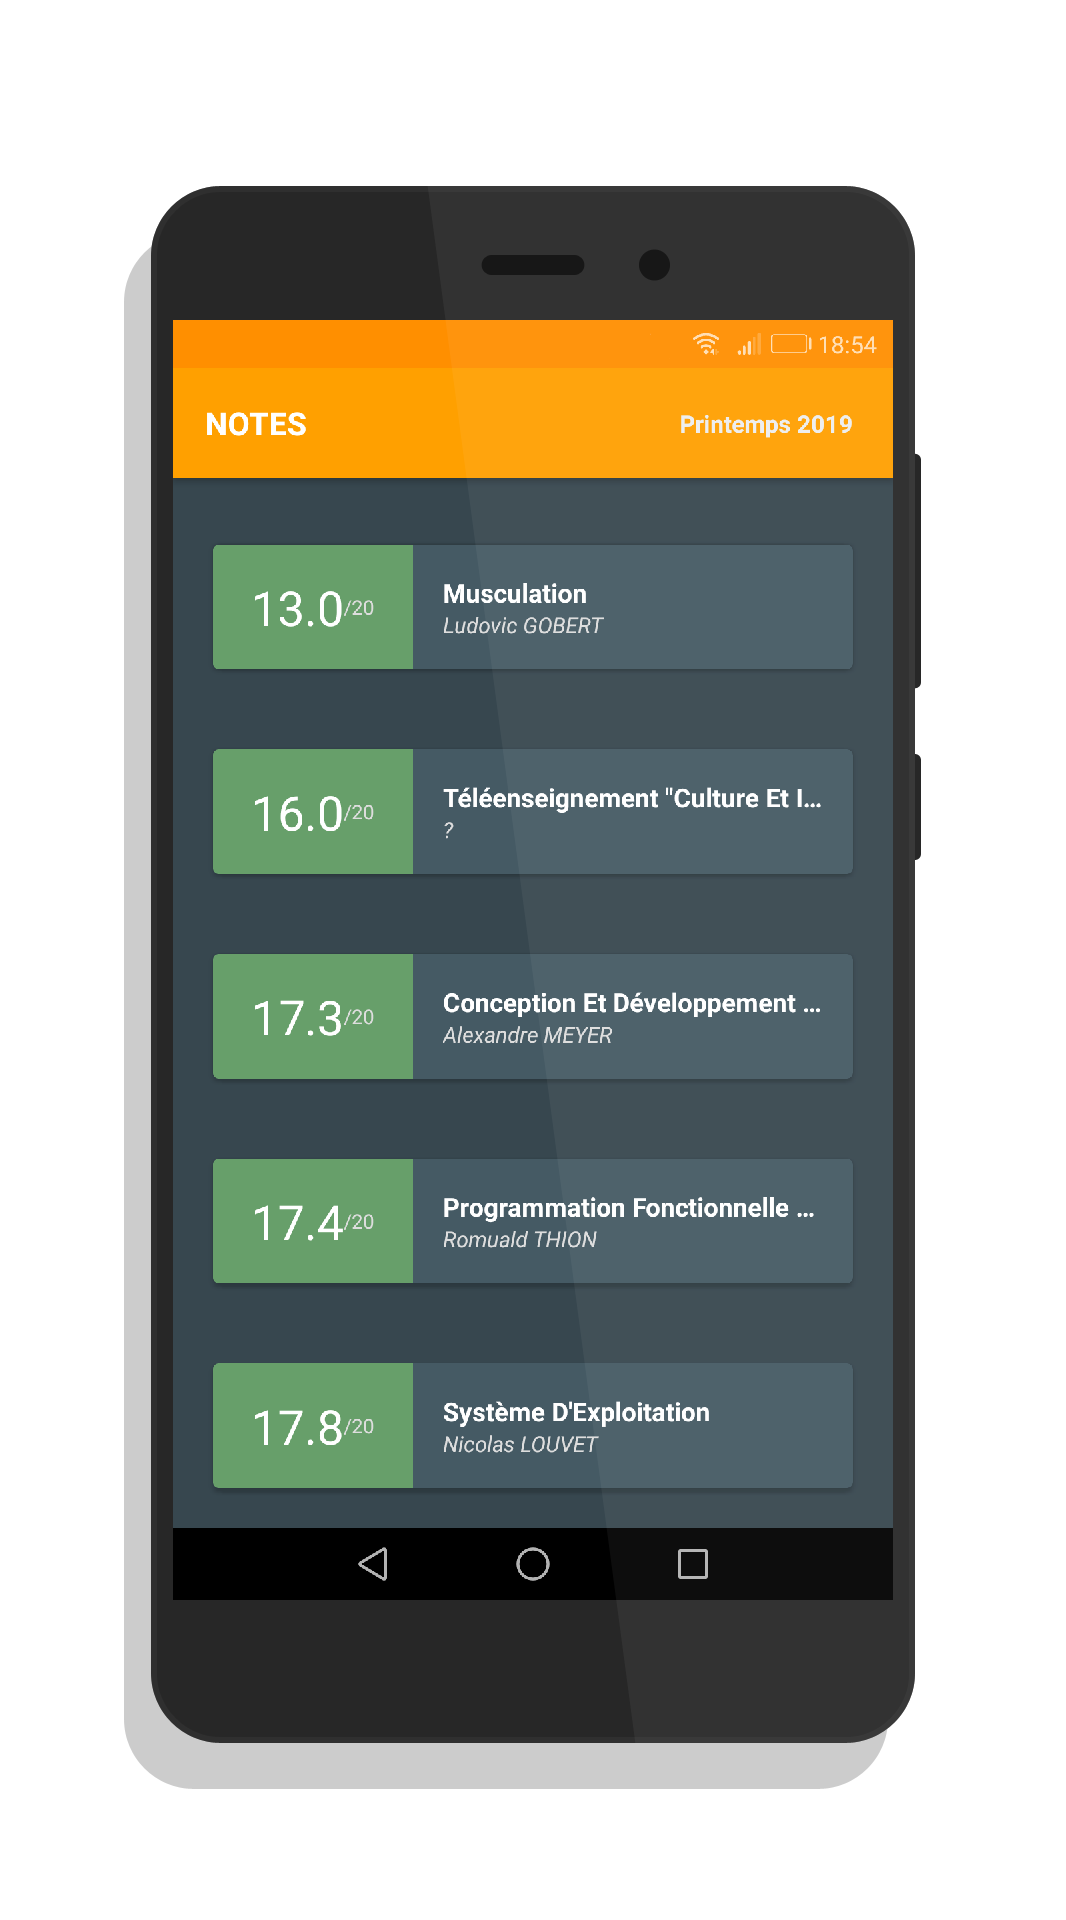 18:54
NOTES
Printemps 2019
13.0/20
Musculation
Ludovic GOBERT
16.0/20
Téléenseignement "Culture Et I...
?
17.3/20
Conception Et Développement ...
Alexandre MEYER
17.4/20
Programmation Fonctionnelle ...
Romuald THION
17.8/20
Système D'Exploitation
Nicolas LOUVET